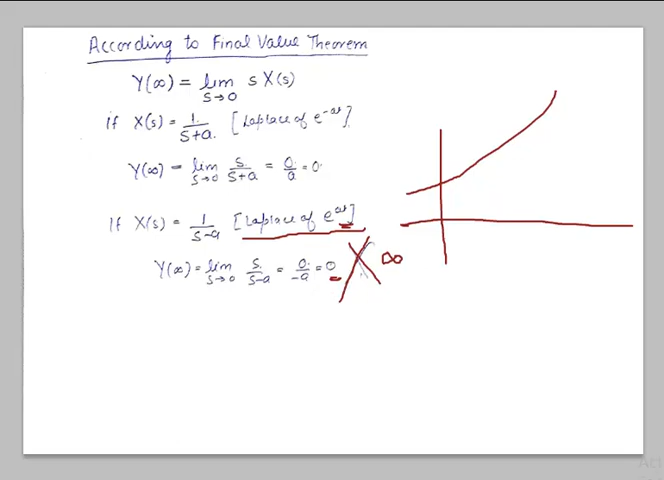 According to Final Value Theorem
Y(∞) = lim s→0 s X(s)
if X(s) = 1/s+a [Laplace of e^-at]
Y(∞) = lim s→0 s/s+a = 0/a = 0
If X(s) = 1/s-a [Laplace of e^at]
Y(∞) = lim s→0 s/s-a = 0/-a = 0 X ∞